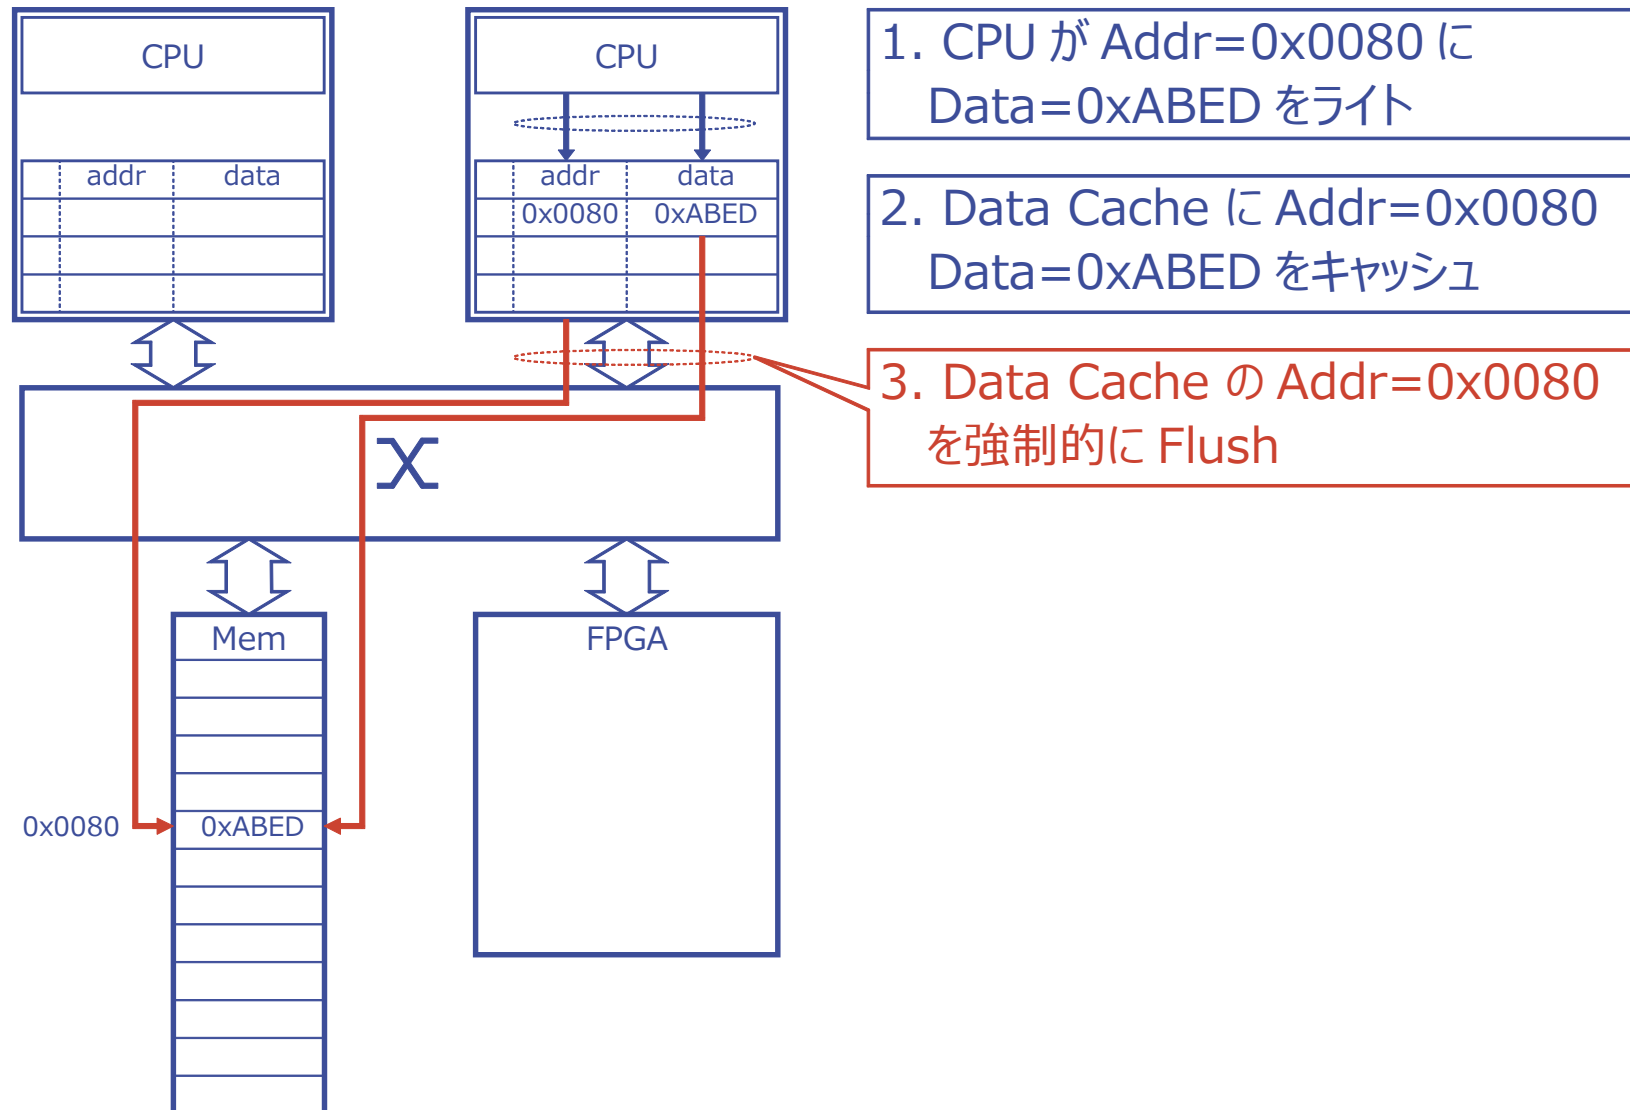 CPU
addr data
CPU
addr data
0x0080 0xABED
Mem
0x0080 0xABED
FPGA
1. CPU が Addr=0x0080 に
Data=0xABED をライト
2. Data Cache に Addr=0x0080
Data=0xABED をキャッシュ
3. Data Cache の Addr=0x0080
を強制的に Flush